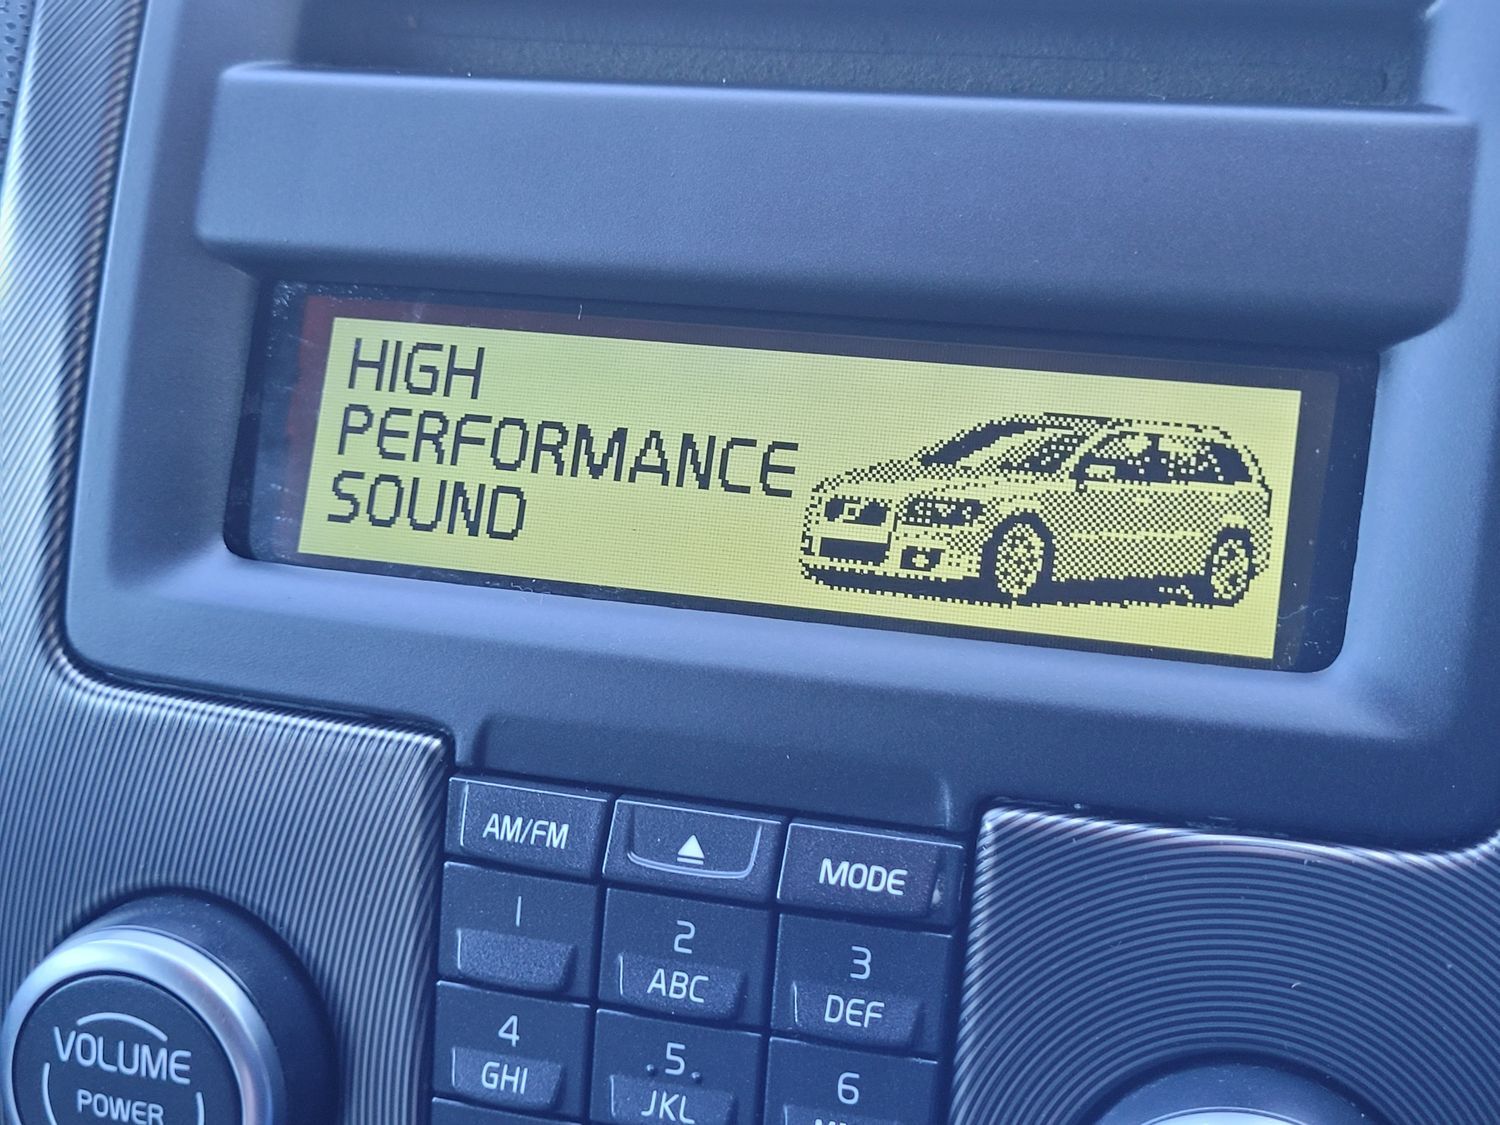 HIGH
PERFORMANCE
SOUND
AM/FM
MODE
1
2
ABC
3
DEF
4
GHI
5
JKL
6
VOLUME
POWER